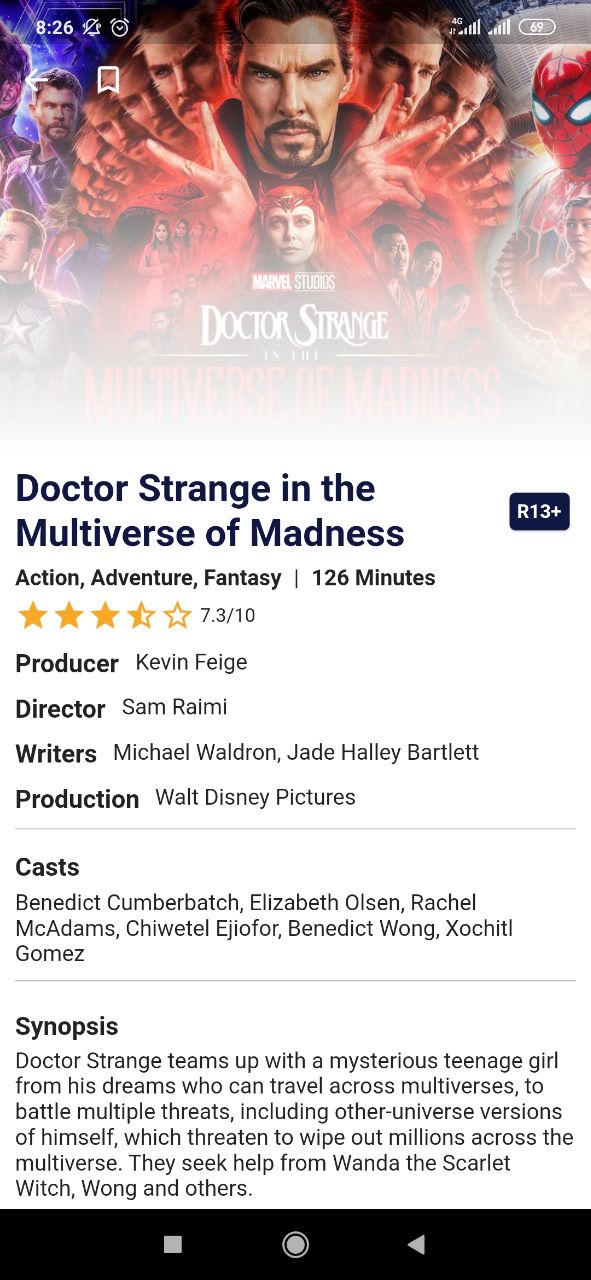 8:26
4G
69
MARVEL STUDIOS
DOCTOR STRANGE
IN THE
MULTIVERSE OF MADNESS
Doctor Strange in the
Multiverse of Madness
R13+
Action, Adventure, Fantasy | 126 Minutes
7.3/10
Producer Kevin Feige
Director Sam Raimi
Writers Michael Waldron, Jade Halley Bartlett
Production Walt Disney Pictures
Casts
Benedict Cumberbatch, Elizabeth Olsen, Rachel
McAdams, Chiwetel Ejiofor, Benedict Wong, Xochitl
Gomez
Synopsis
Doctor Strange teams up with a mysterious teenage girl
from his dreams who can travel across multiverses, to
battle multiple threats, including other-universe versions
of himself, which threaten to wipe out millions across the
multiverse. They seek help from Wanda the Scarlet
Witch, Wong and others.